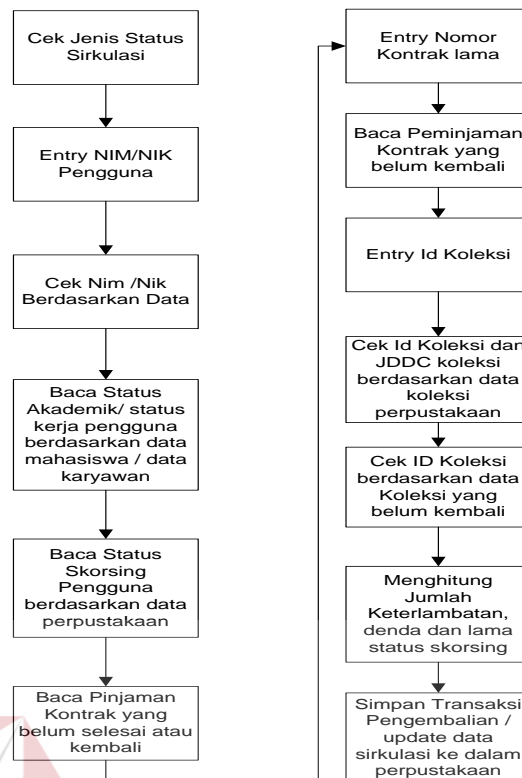 Cek Jenis Status
Sirkulasi
Entry NIM/NIK
Pengguna
Cek Nim /Nik
Berdasarkan Data
Baca Status
Akademik/ status
kerja pengguna
berdasarkan data
mahasiswa / data
karyawan
Baca Status
Skorsing
Pengguna
berdasarkan data
perpustakaan
Baca Pinjaman
Kontrak yang
belum selesai atau
kembali
Entry Nomor
Kontrak lama
Baca Peminjaman
Kontrak yang
belum kembali
Entry Id Koleksi
Cek Id Koleksi dan
JDDC koleksi
berdasarkan data
koleksi
perpustakaan
Cek ID Koleksi
berdasarkan data
Koleksi yang
belum kembali
Menghitung
Jumlah
Keterlambatan,
denda dan lama
status skorsing
Simpan Transaksi
Pengembalian /
update data
sirkulasi ke dalam
perpustakaan